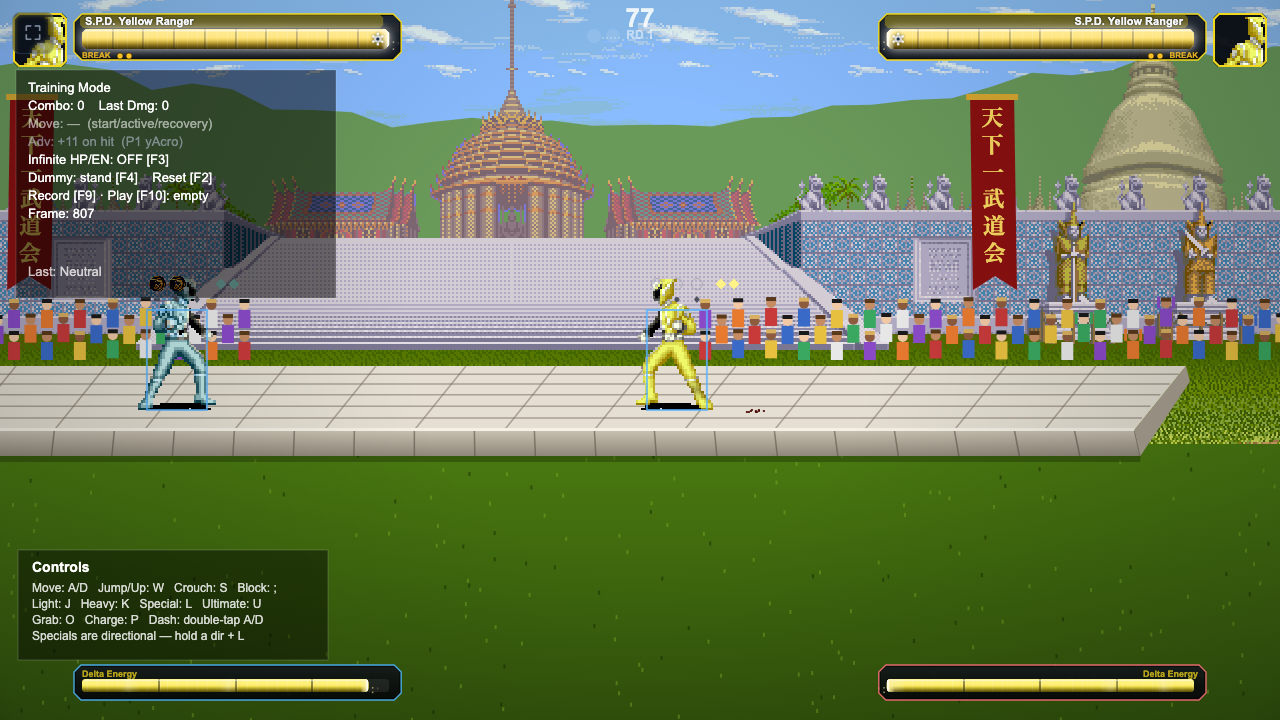 S.P.D. Yellow Ranger
BREAK
77
RD 1
S.P.D. Yellow Ranger
BREAK
Training Mode
Combo: 0 Last Dmg: 0
Move: — (start/active/recovery)
Adv: +11 on hit (P1 yAcro)
Infinite HP/EN: OFF [F3]
Dummy: stand [F4] Reset [F2]
Record [F9] · Play [F10]: empty
Frame: 807
Last: Neutral
天下一武道会
天下一武道会
Controls
Move: A/D Jump/Up: W Crouch: S Block: ;
Light: J Heavy: K Special: L Ultimate: U
Grab: O Charge: P Dash: double-tap A/D
Specials are directional — hold a dir + L
Delta Energy
Delta Energy